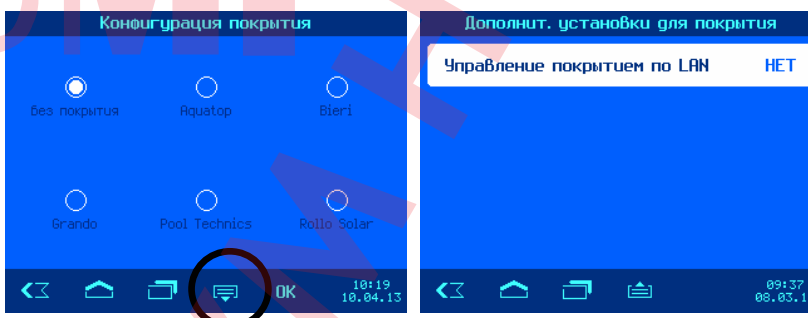 Конфигурация покрытия
без покрытия
Aquatop
Bieri
Grando
Pool Technics
Rollo Solar
OK
10:19
10.04.13
Дополнит. установки для покрытия
Управление покрытием по LAN
НЕТ
09:37
08.03.1